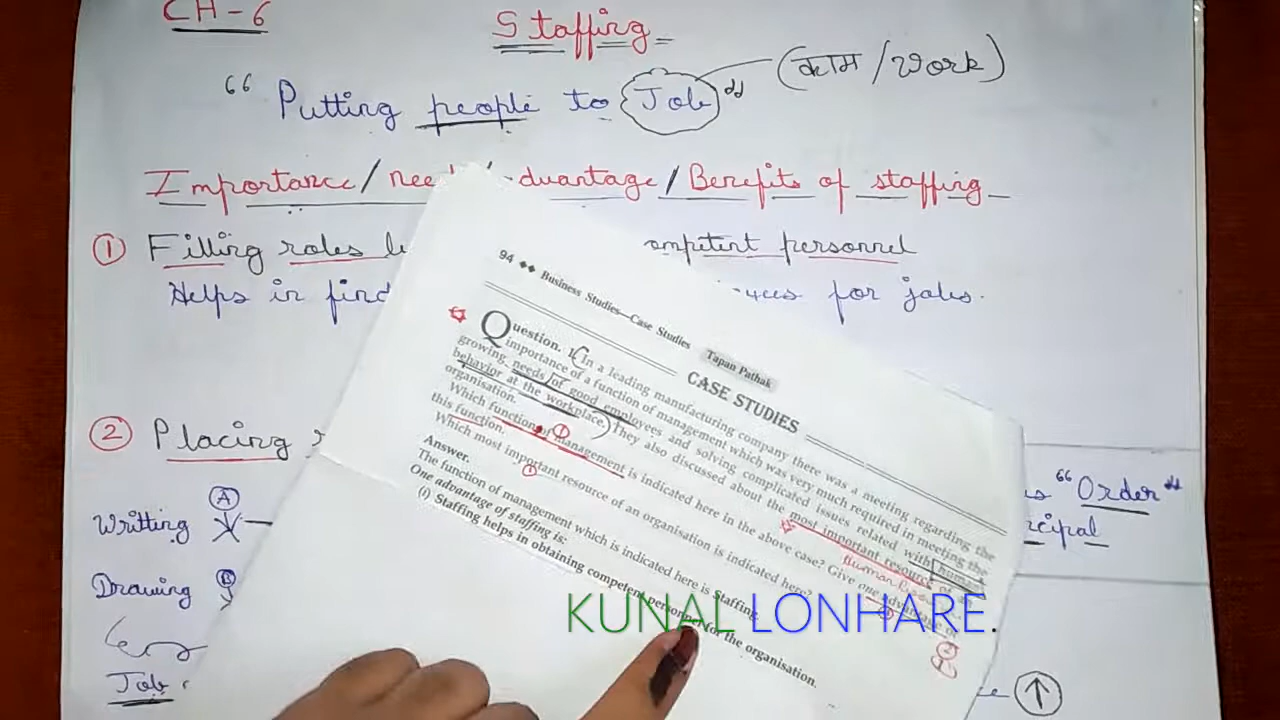 CH-6
Staffing
"Putting people to Job" (काम/work)
Importance/need/ dvantage/Benefits of staffing
① Filling roles b ompetent personnel
Helps in find for jobs.
94 ◆◆ Business Studies—Case Studies Tapan Pathak
CASE STUDIES
Question. 1. In a leading manufacturing company there was a meeting regarding the
importance of a function of management which was very much required in meeting the
growing needs of good employees and solving complicated issues related with human
behavior at the workplace. They also discussed about the most important resource of a
organisation.
Human
Which function of management is indicated here in the above case? Give one advantage of
this function.
Which most important resource of an organisation is indicated here?
Answer.
The function of management which is indicated here is Staffing.
One advantage of staffing is:
(i) Staffing helps in obtaining competent personnel for the organisation.
② Placing
Writting A
Drawing B
Job
s "Order"
cipal
KUNAL LONHARE.